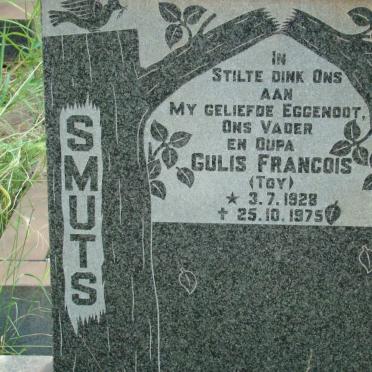 SMUTS
IN
STILTE DINK ONS
AAN
MY GELIEFDE EGGENOOT,
ONS VADER
EN OUPA
GULIS FRANCOIS
(TOY)
★ 3.7.1928
✝ 25.10.1975